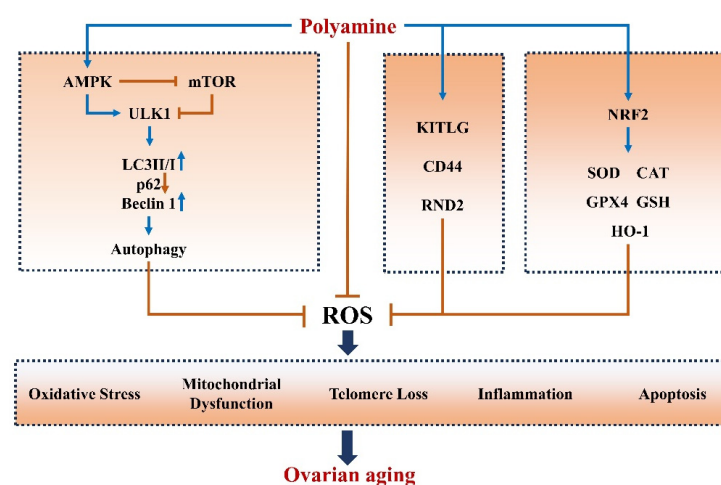 Polyamine
AMPK mTOR
ULK1
LC3II/I
p62
Beclin 1
Autophagy
KITLG
CD44
RND2
NRF2
SOD CAT
GPX4 GSH
HO-1
ROS
Oxidative Stress
Mitochondrial
Dysfunction
Telomere Loss
Inflammation
Apoptosis
Ovarian aging